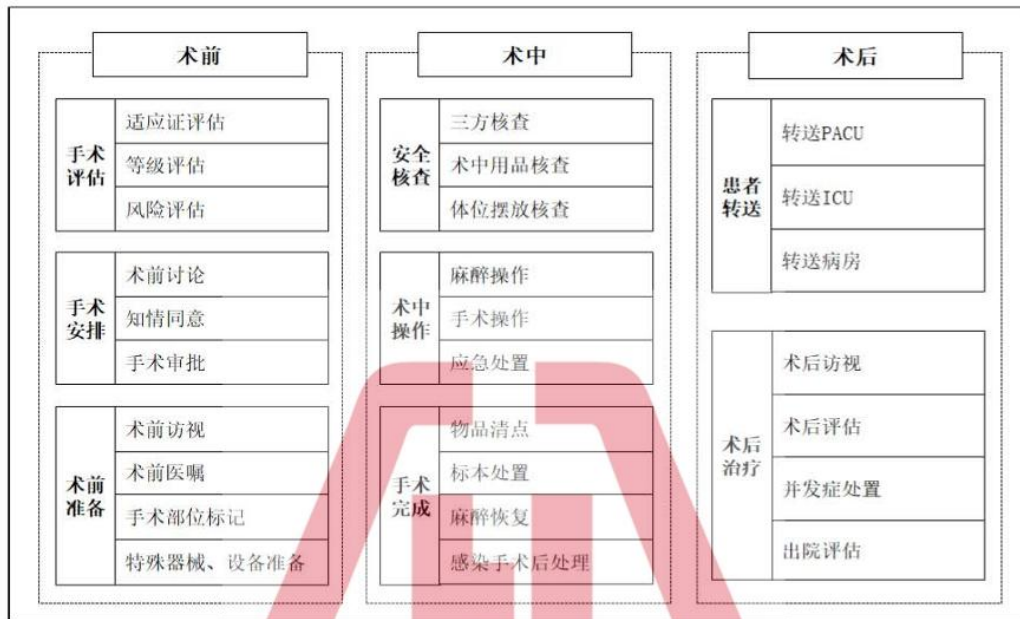 术前
手术评估
适应证评估
等级评估
风险评估
手术安排
术前讨论
知情同意
手术审批
术前准备
术前访视
术前医嘱
手术部位标记
特殊器械、设备准备
术中
安全核查
三方核查
术中用品核查
体位摆放核查
术中操作
麻醉操作
手术操作
应急处置
手术完成
物品清点
标本处置
麻醉恢复
感染手术后处理
术后
患者转送
转送PACU
转送ICU
转送病房
术后治疗
术后访视
术后评估
并发症处置
出院评估